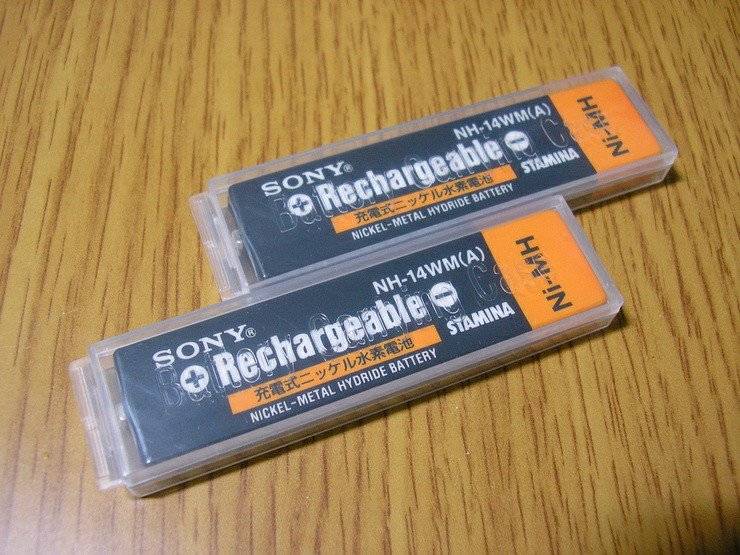 SONY®
NH-14WM(A)
Rechargeable
STAMINA
充電式ニッケル水素電池
NICKEL-METAL HYDRIDE BATTERY
Ni-MH
SONY®
NH-14WM(A)
Rechargeable
STAMINA
充電式ニッケル水素電池
NICKEL-METAL HYDRIDE BATTERY
Ni-MH